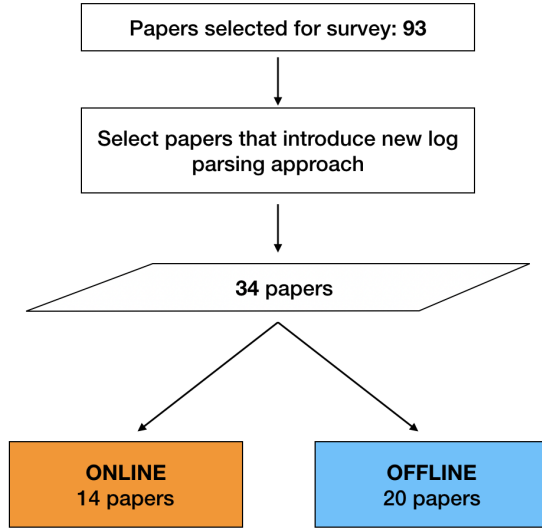 Papers selected for survey: 93
Select papers that introduce new log
parsing approach
34 papers
ONLINE
14 papers
OFFLINE
20 papers